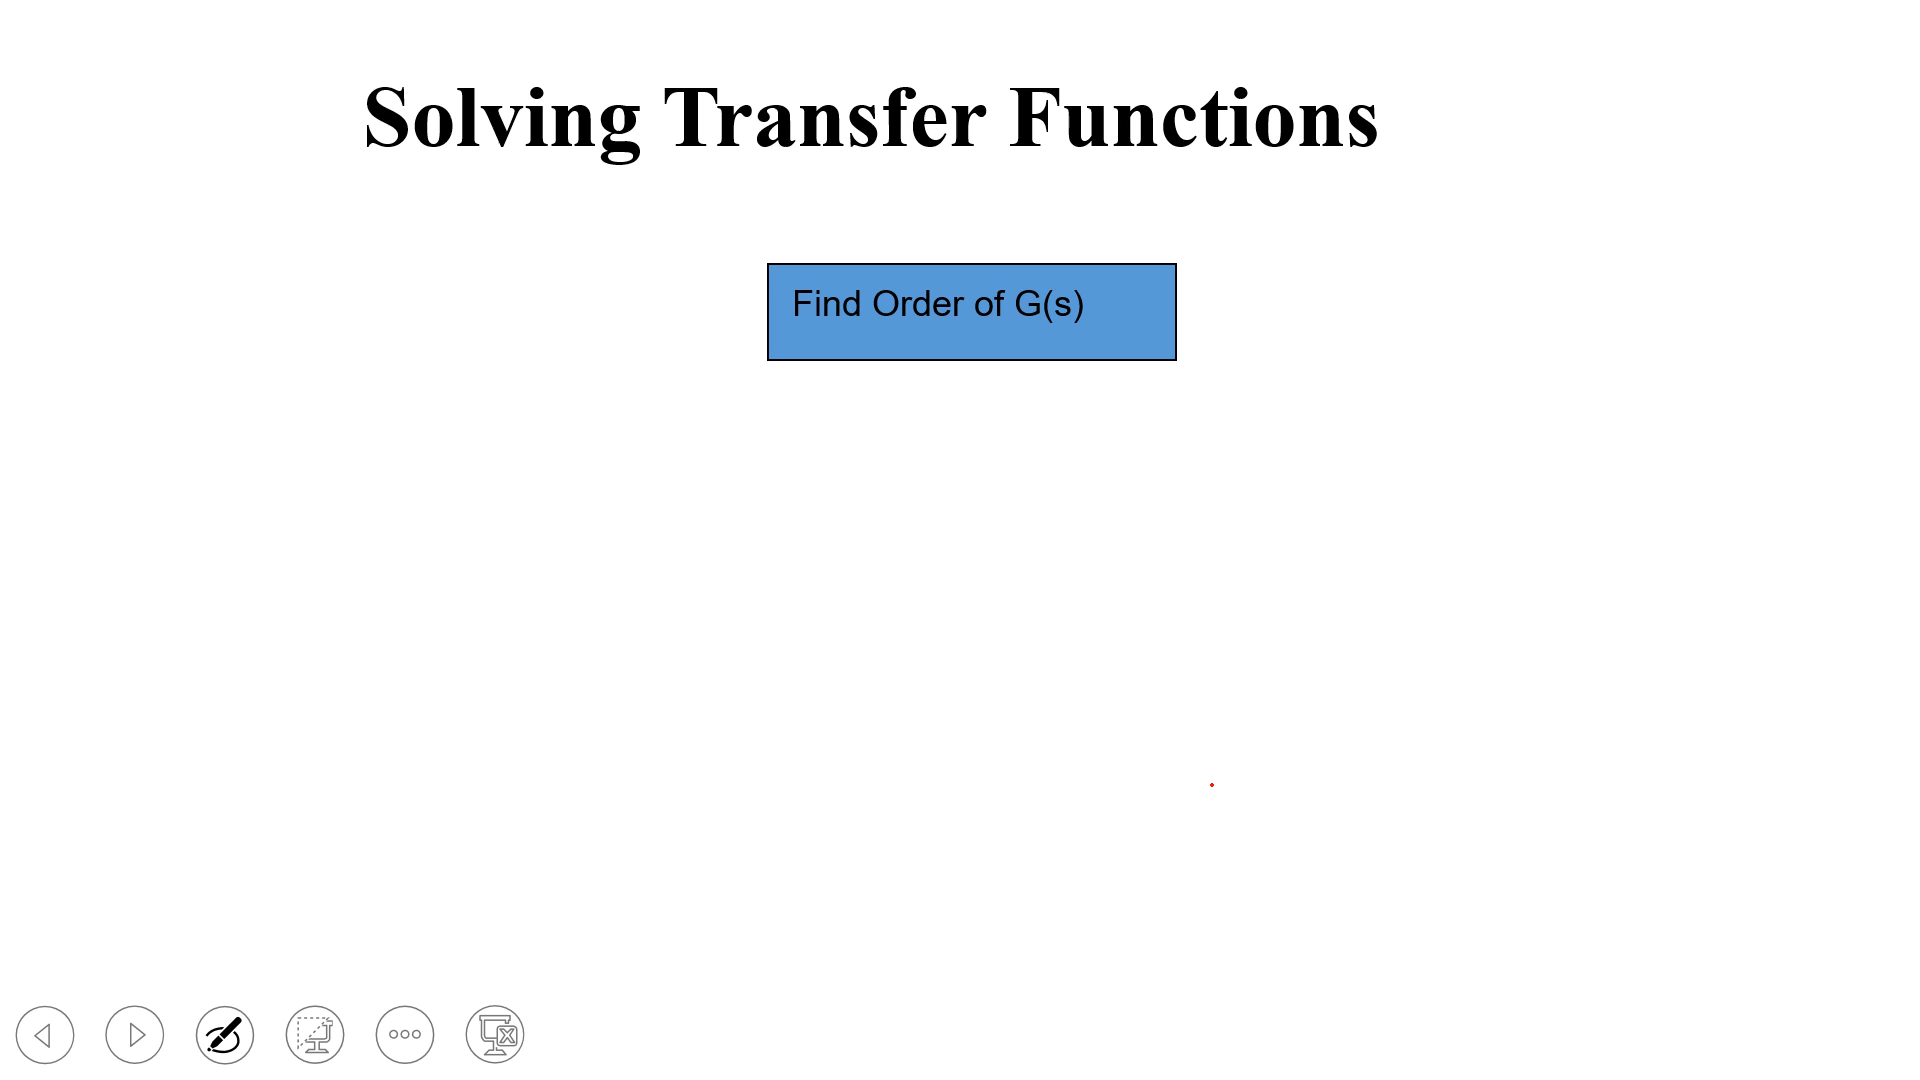 Solving Transfer Functions
Find Order of G(s)